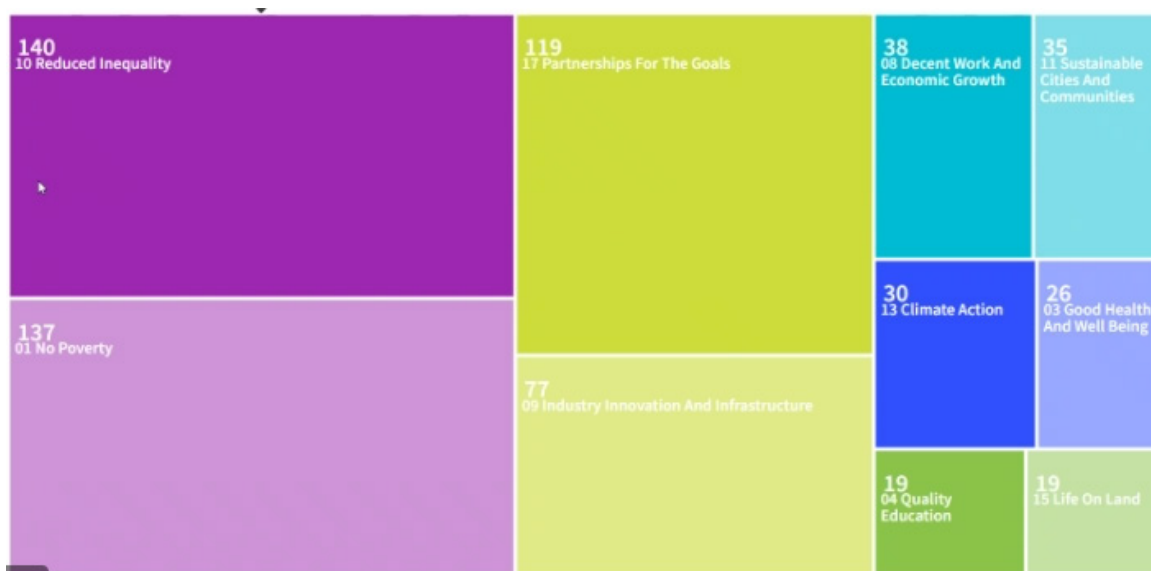 140
10 Reduced Inequality
137
01 No Poverty
119
17 Partnerships For The Goals
77
09 Industry Innovation And Infrastructure
38
08 Decent Work And
Economic Growth
35
11 Sustainable
Cities And
Communities
30
13 Climate Action
26
03 Good Health
And Well Being
19
04 Quality
Education
19
15 Life On Land